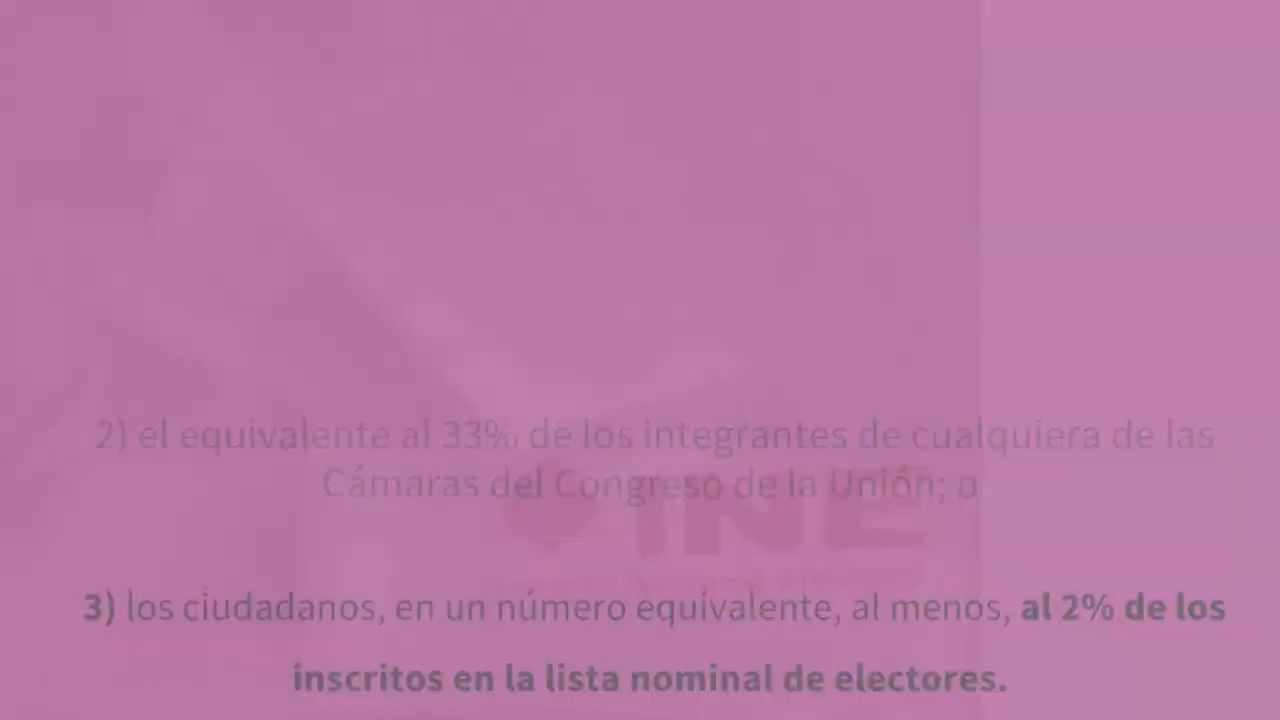 2) el equivalente al 33% de los integrantes de cualquiera de las
Cámaras del Congreso de la Unión; o
INE
3) los ciudadanos, en un número equivalente, al menos, al 2% de los
inscritos en la lista nominal de electores.